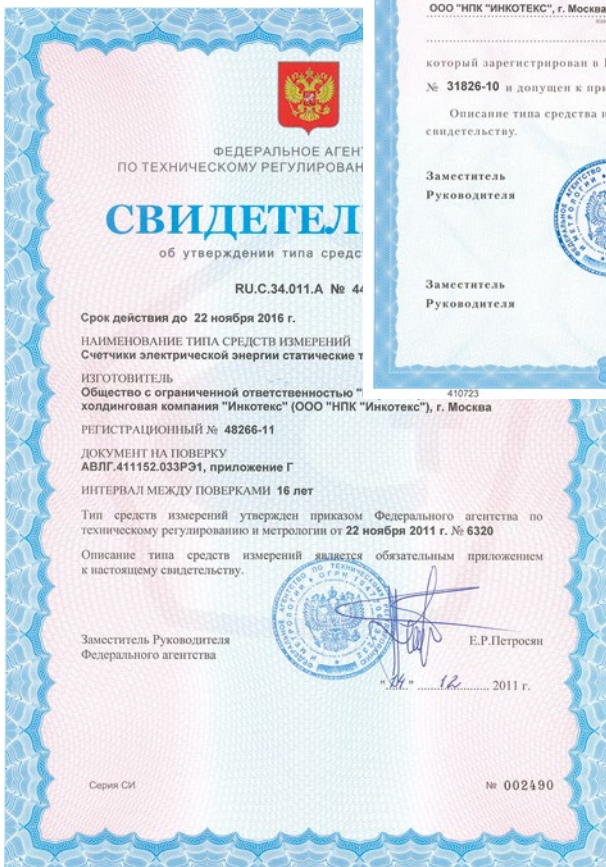 ФЕДЕРАЛЬНОЕ АГЕН
ПО ТЕХНИЧЕСКОМУ РЕГУЛИРОВАН
СВИДЕТЕЛ
об утверждении типа средс
RU.C.34.011.A № 44
Срок действия до 22 ноября 2016 г.
НАИМЕНОВАНИЕ ТИПА СРЕДСТВ ИЗМЕРЕНИЙ
Счетчики электрической энергии статические т
ИЗГОТОВИТЕЛЬ
Общество с ограниченной ответственностью "
холдинговая компания "Инкотекс" (ООО "НПК "Инкотекс"), г. Москва
РЕГИСТРАЦИОННЫЙ № 48266-11
ДОКУМЕНТ НА ПОВЕРКУ
АВЛГ.411152.033РЭ1, приложение Г
ИНТЕРВАЛ МЕЖДУ ПОВЕРКАМИ 16 лет
Тип средств измерений утвержден приказом Федерального агентства по
техническому регулированию и метрологии от 22 ноября 2011 г. № 6320
Описание типа средств измерений является обязательным приложением
к настоящему свидетельству.
Заместитель Руководителя
Федерального агентства
Е.Р.Петросян
12 2011 г.
Серия СИ
№ 002490
ООО "НПК "ИНКОТЕКС", г. Москва
который зарегистрирован в
№ 31826-10 и допущен к при
Описание типа средства и
свидетельству.
Заместитель
Руководителя
Заместитель
Руководителя
410723